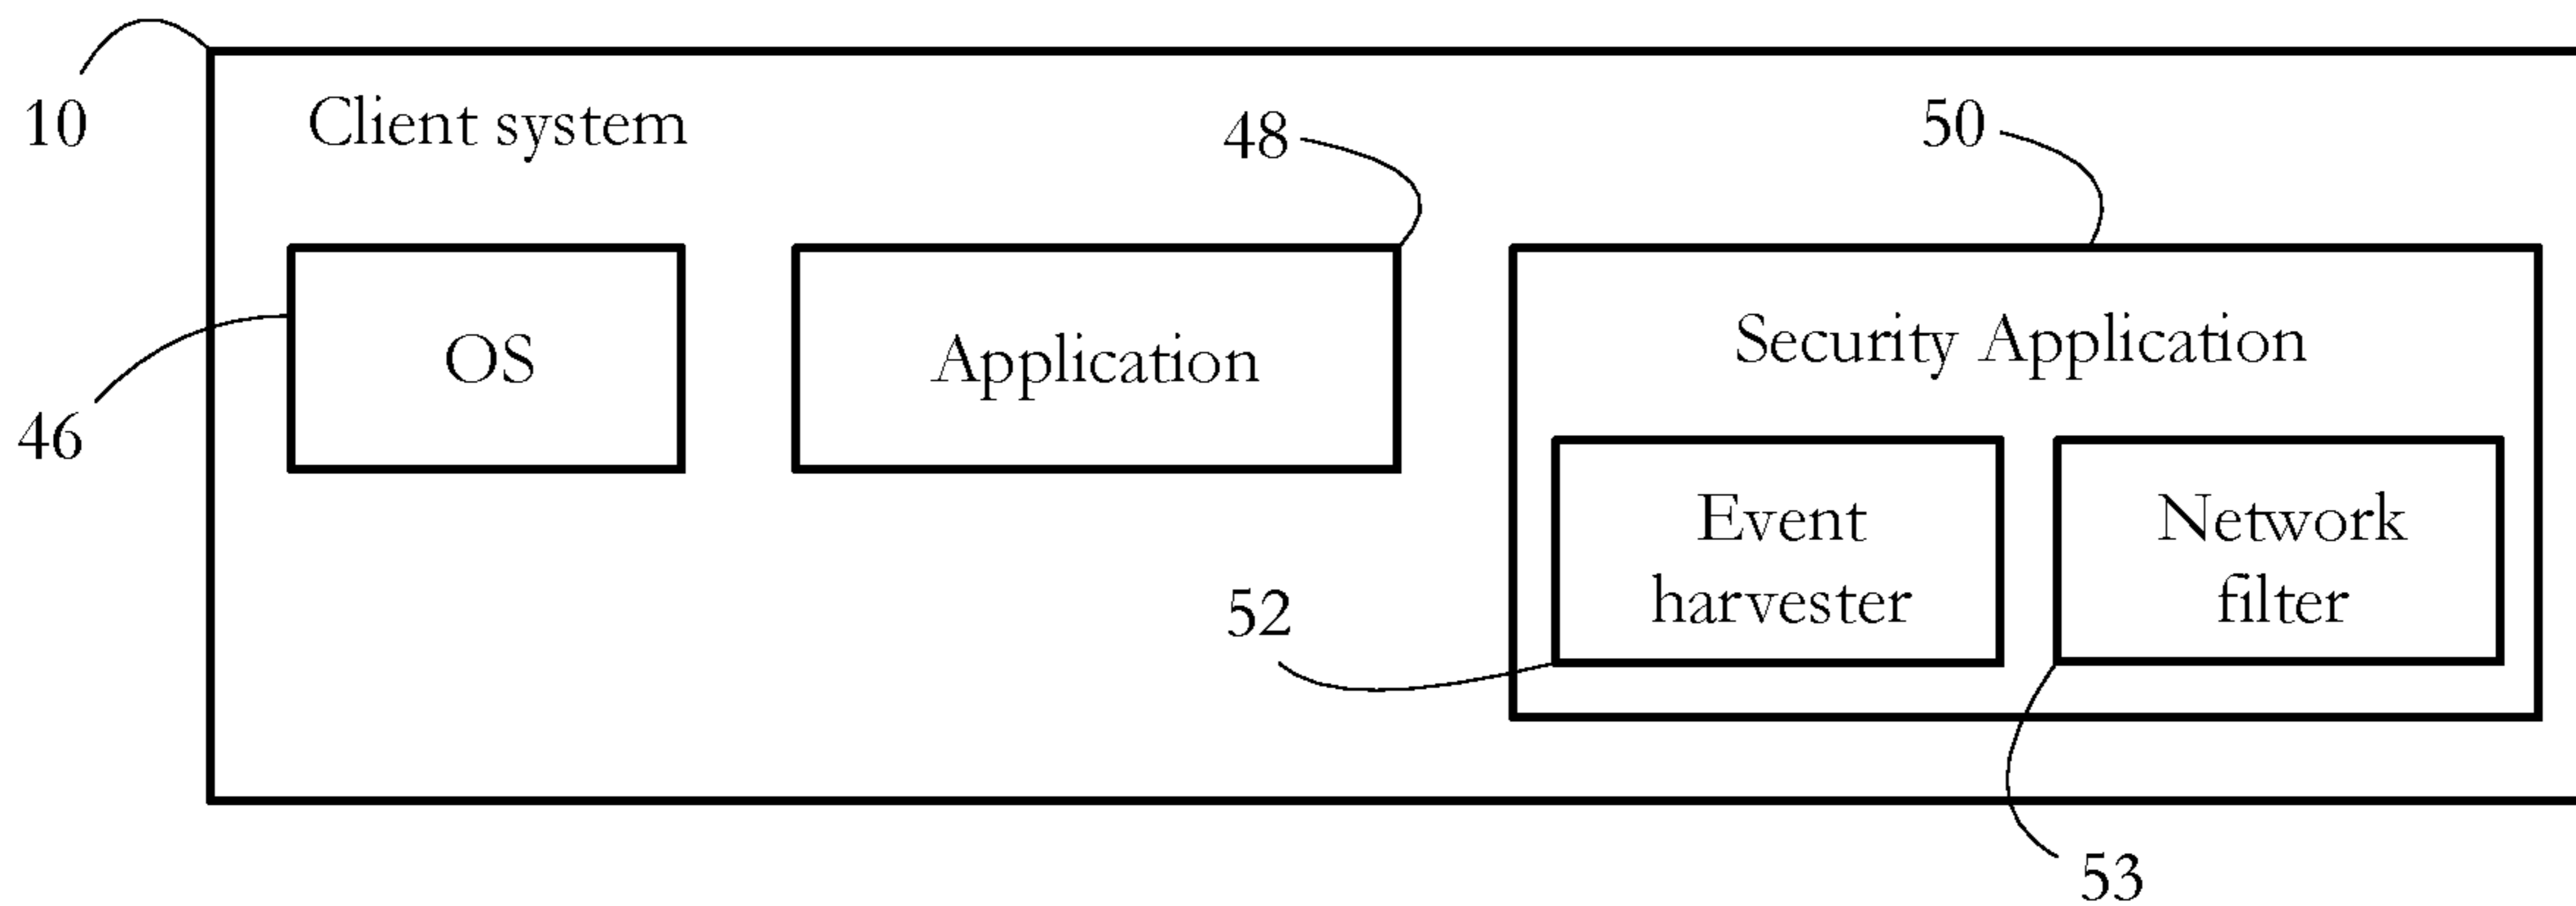 10
Client system
48
50
46
OS
Application
Security Application
52
Event
harvester
Network
filter
53